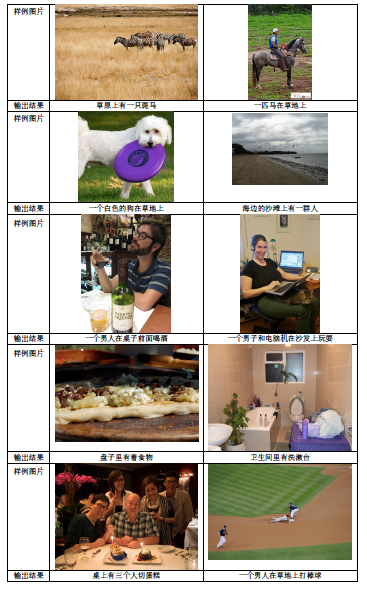 样例图片
输出结果 草原上有一只斑马 一匹马在草地上
样例图片
输出结果 一个白色的狗在草地上 海边的沙滩上有一群人
样例图片
输出结果 一个男人在桌子前面喝酒 一个男子和电脑机在沙发上玩耍
样例图片
输出结果 盘子里有着食物 卫生间里有洗漱台
样例图片
输出结果 桌上有三个人切蛋糕 一个男人在草地上打棒球